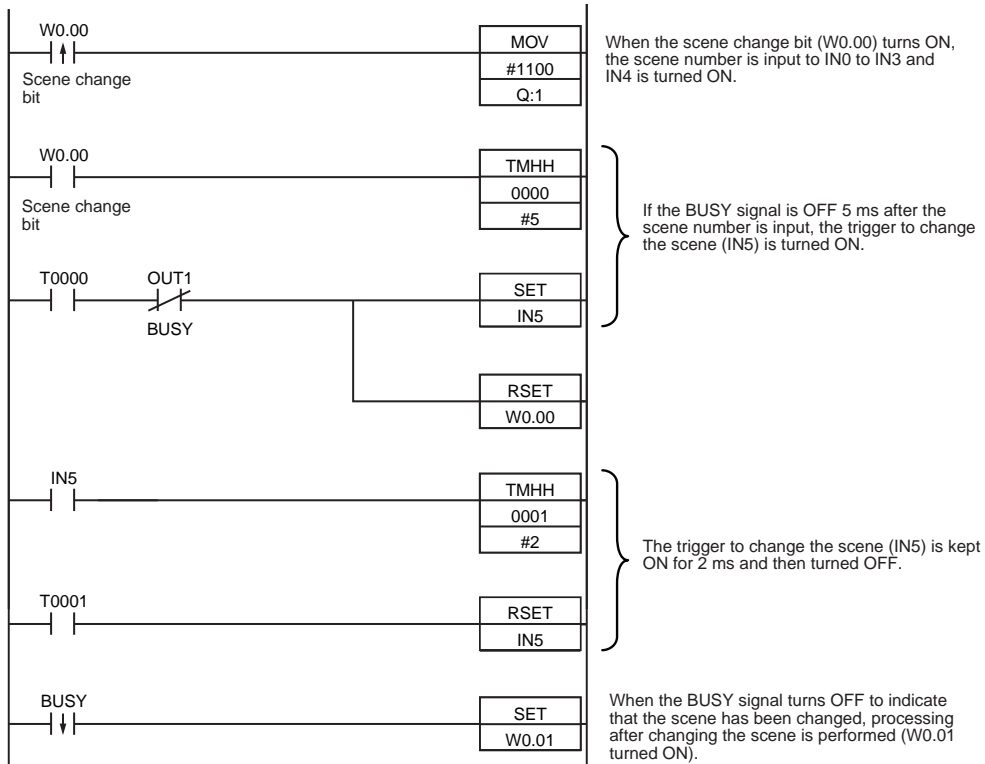 W0.00
Scene change
bit
MOV
#1100
Q:1
When the scene change bit (W0.00) turns ON,
the scene number is input to IN0 to IN3 and
IN4 is turned ON.
W0.00
Scene change
bit
TMHH
0000
#5
If the BUSY signal is OFF 5 ms after the
scene number is input, the trigger to change
the scene (IN5) is turned ON.
T0000
OUT1
BUSY
SET
IN5
RSET
W0.00
IN5
TMHH
0001
#2
The trigger to change the scene (IN5) is kept
ON for 2 ms and then turned OFF.
T0001
RSET
IN5
BUSY
SET
W0.01
When the BUSY signal turns OFF to indicate
that the scene has been changed, processing
after changing the scene is performed (W0.01
turned ON).